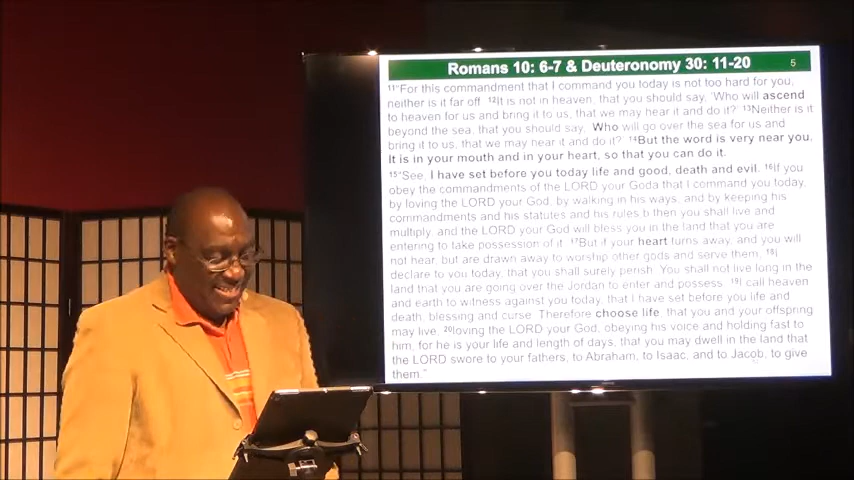 Romans 10: 6-7 & Deuteronomy 30: 11-20
5
11"For this commandment that I command you today is not too hard for you,
neither is it far off. 12It is not in heaven, that you should say, 'Who will ascend
to heaven for us and bring it to us, that we may hear it and do it?' 13Neither is it
beyond the sea, that you should say, 'Who will go over the sea for us and
bring it to us, that we may hear it and do it?' 14But the word is very near you.
It is in your mouth and in your heart, so that you can do it.
15"See, I have set before you today life and good, death and evil. 16If you
obey the commandments of the LORD your Goda that I command you today,
by loving the LORD your God, by walking in his ways, and by keeping his
commandments and his statutes and his rules b then you shall live and
multiply, and the LORD your God will bless you in the land that you are
entering to take possession of it. 17But if your heart turns away, and you will
not hear, but are drawn away to worship other gods and serve them, 18I
declare to you today, that you shall surely perish. You shall not live long in the
land that you are going over the Jordan to enter and possess. 19I call heaven
and earth to witness against you today, that I have set before you life and
death, blessing and curse. Therefore choose life, that you and your offspring
may live, 20loving the LORD your God, obeying his voice and holding fast to
him, for he is your life and length of days, that you may dwell in the land that
the LORD swore to your fathers, to Abraham, to Isaac, and to Jacob, to give
them."